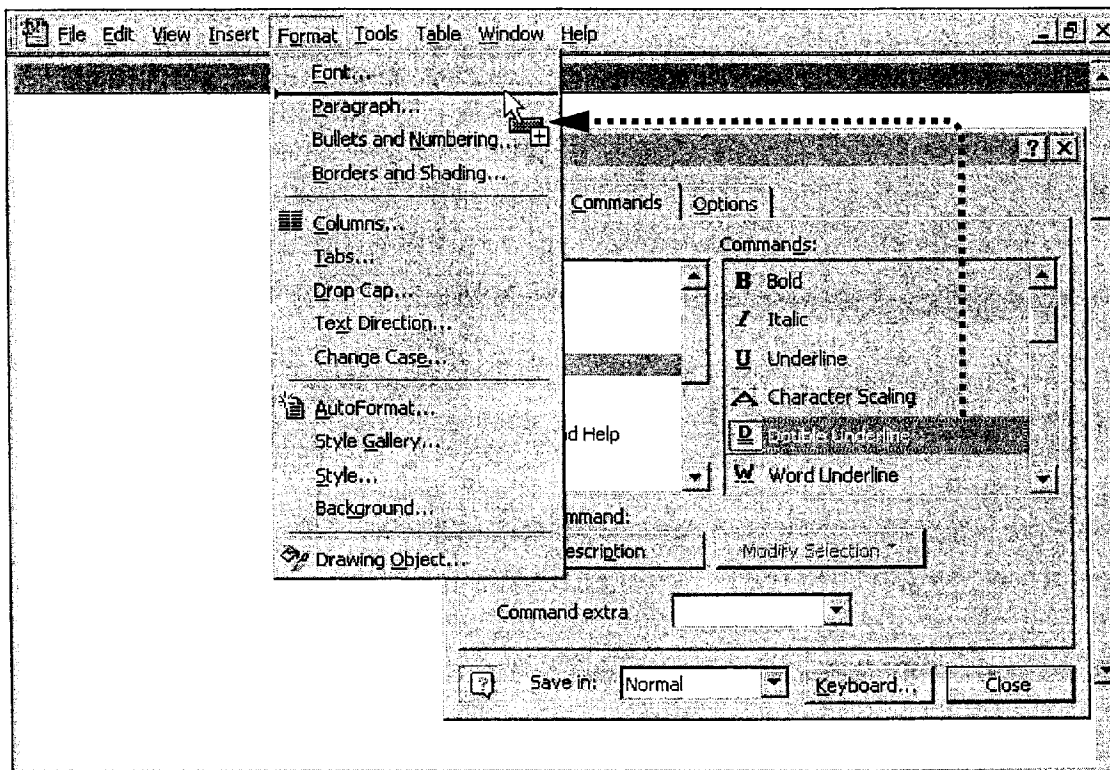 File Edit View Insert Format Tools Table Window Help
Font...
Paragraph...
Bullets and Numbering...
Borders and Shading...
Columns...
Tabs...
Drop Cap...
Text Direction...
Change Case...
AutoFormat...
Style Gallery...
Style...
Background...
Drawing Object...
Commands Options
Commands:
B Bold
I Italic
U Underline
Character Scaling
D Double Underline
W Word Underline
d Help
mmand:
escription Modify Selection
Command extra
Save in: Normal Keyboard... Close